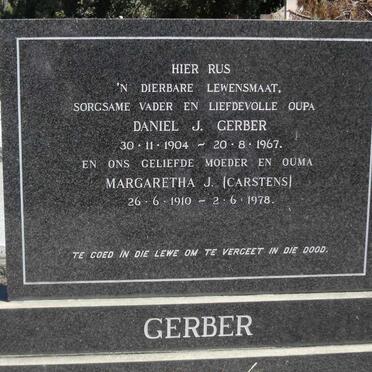 HIER RUS
'N DIERBARE LEWENSMAAT,
SORGSAME VADER EN LIEFDEVOLLE OUPA
DANIEL J. GERBER
30·11·1904 ~ 20·8·1967.
EN ONS GELIEFDE MOEDER EN OUMA
MARGARETHA J. (CARSTENS)
26·6·1910 ~ 2·6·1978.
TE GOED IN DIE LEWE OM TE VERGEET IN DIE DOOD.
GERBER